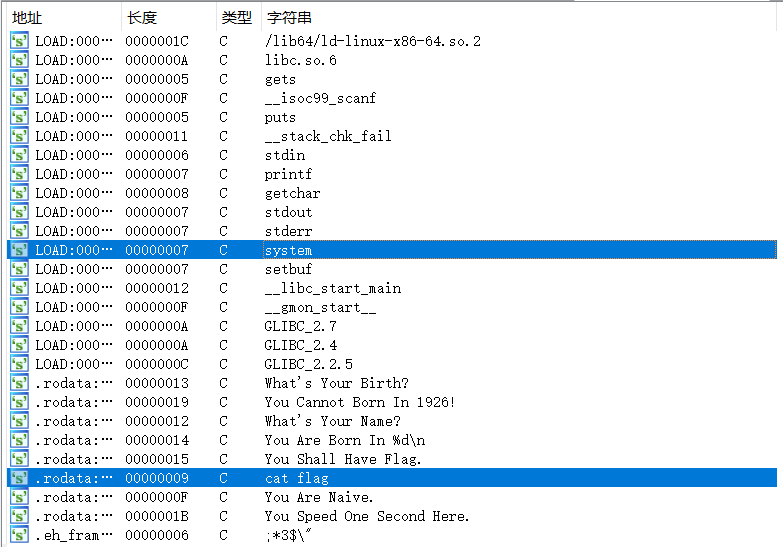 地址 长度 类型 字符串
LOAD:000… 0000001C C /lib64/ld-linux-x86-64.so.2
LOAD:000… 0000000A C libc.so.6
LOAD:000… 00000005 C gets
LOAD:000… 0000000F C __isoc99_scanf
LOAD:000… 00000005 C puts
LOAD:000… 00000011 C __stack_chk_fail
LOAD:000… 00000006 C stdin
LOAD:000… 00000007 C printf
LOAD:000… 00000008 C getchar
LOAD:000… 00000007 C stdout
LOAD:000… 00000007 C stderr
LOAD:000… 00000007 C system
LOAD:000… 00000007 C setbuf
LOAD:000… 00000012 C __libc_start_main
LOAD:000… 0000000F C __gmon_start__
LOAD:000… 0000000A C GLIBC_2.7
LOAD:000… 0000000A C GLIBC_2.4
LOAD:000… 0000000C C GLIBC_2.2.5
.rodata:… 00000013 C What's Your Birth?
.rodata:… 00000019 C You Cannot Born In 1926!
.rodata:… 00000012 C What's Your Name?
.rodata:… 00000014 C You Are Born In %d\n
.rodata:… 00000015 C You Shall Have Flag.
.rodata:… 00000009 C cat flag
.rodata:… 0000000F C You Are Naive.
.rodata:… 0000001B C You Speed One Second Here.
.eh_fram… 00000006 C ;*3$\"